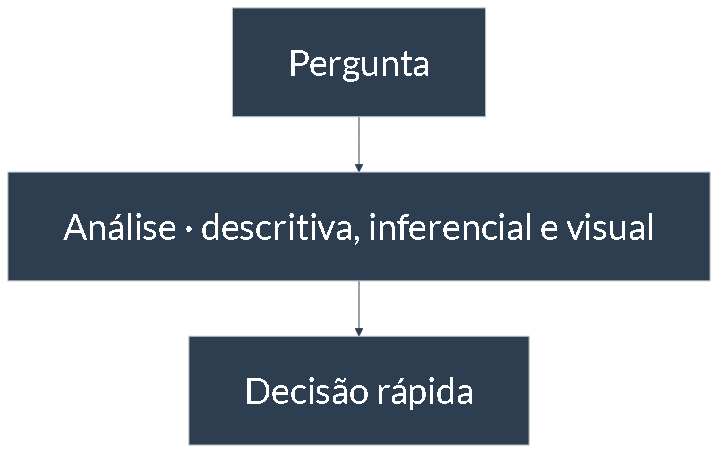 Pergunta
Análise · descritiva, inferencial e visual
Decisão rápida